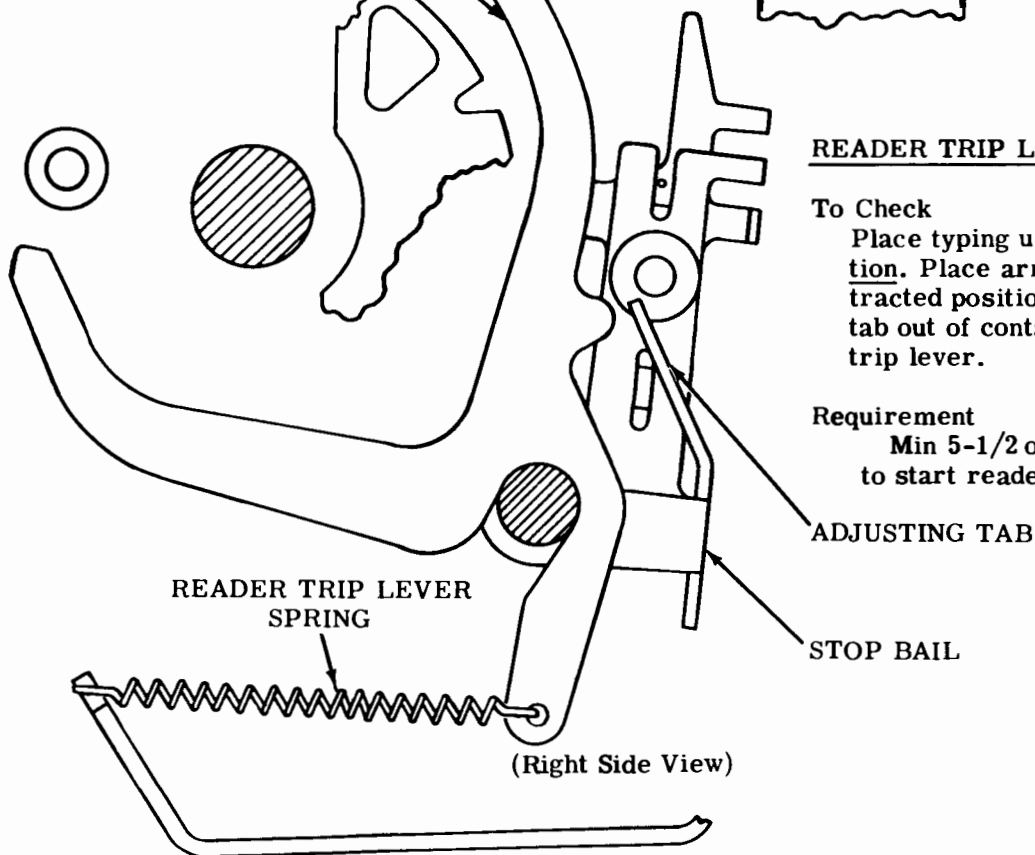 READER TRIP L
To Check
Place typing u
tion. Place arr
tracted positio
tab out of cont
trip lever.
Requirement
Min 5-1/2 o
to start reade
ADJUSTING TAB
READER TRIP LEVER
SPRING
STOP BAIL
(Right Side View)